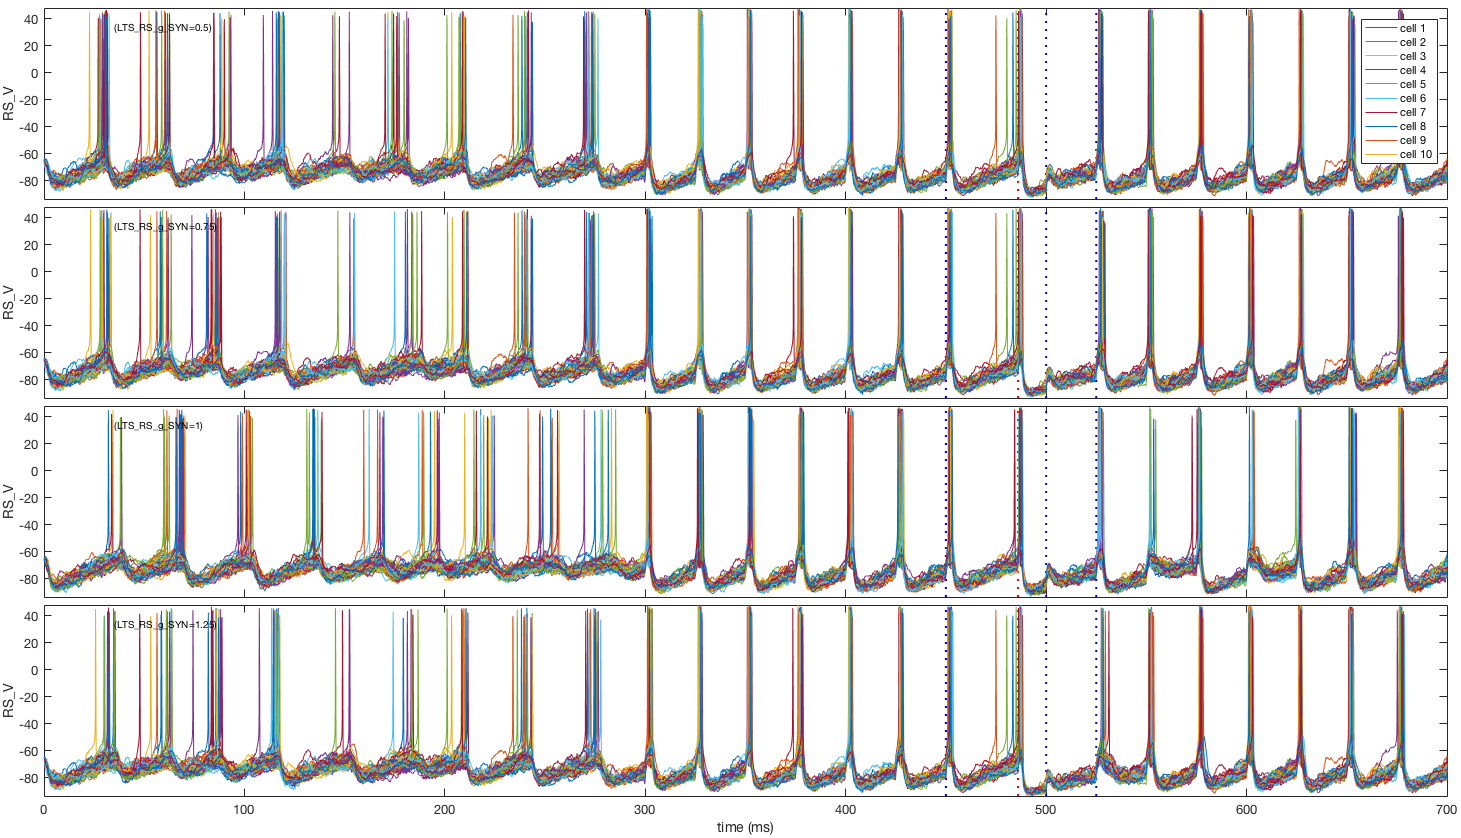 40
20
0
-20
-40
-60
-80
RS_V
(LTS_RS_g_SYN=0.5)
cell 1
cell 2
cell 3
cell 4
cell 5
cell 6
cell 7
cell 8
cell 9
cell 10
40
20
0
-20
-40
-60
-80
RS_V
(LTS_RS_g_SYN=0.75)
40
20
0
-20
-40
-60
-80
RS_V
(LTS_RS_g_SYN=1)
40
20
0
-20
-40
-60
-80
RS_V
(LTS_RS_g_SYN=1.25)
0 100 200 300 400 500 600 700
time (ms)